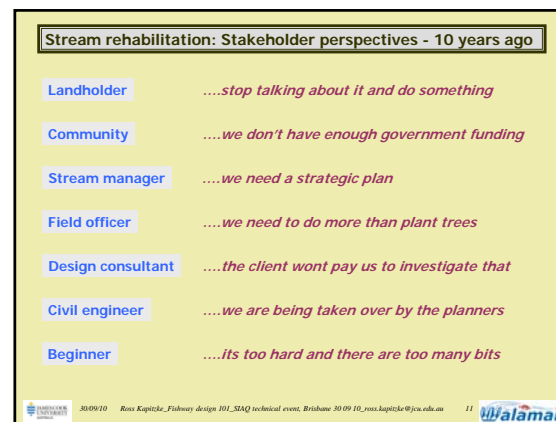 Stream rehabilitation: Stakeholder perspectives - 10 years ago
Landholder ....stop talking about it and do something
Community ....we don't have enough government funding
Stream manager ....we need a strategic plan
Field officer ....we need to do more than plant trees
Design consultant ....the client wont pay us to investigate that
Civil engineer ....we are being taken over by the planners
Beginner ....its too hard and there are too many bits
JAMES COOK UNIVERSITY 30/09/10 Ross Kapitzke_Fishway design 101_SIAQ technical event, Brisbane 30 09 10_ross.kapitzke@jcu.edu.au 11